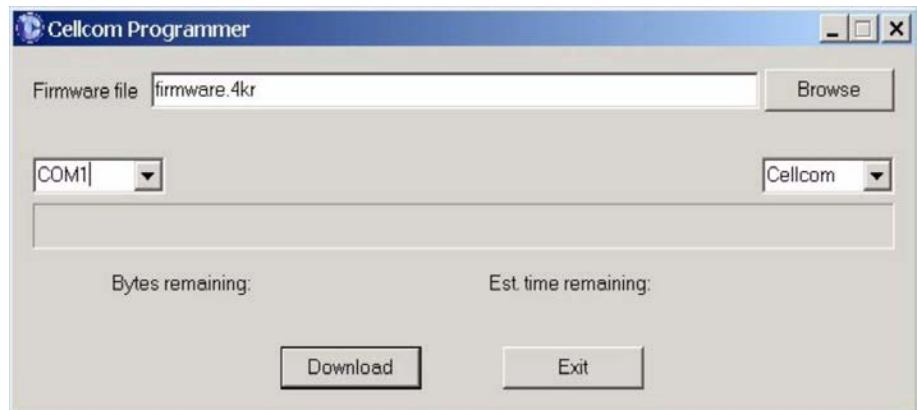 Cellcom Programmer
Firmware file firmware.4kr Browse
COM1 Cellcom
Bytes remaining: Est. time remaining:
Download Exit